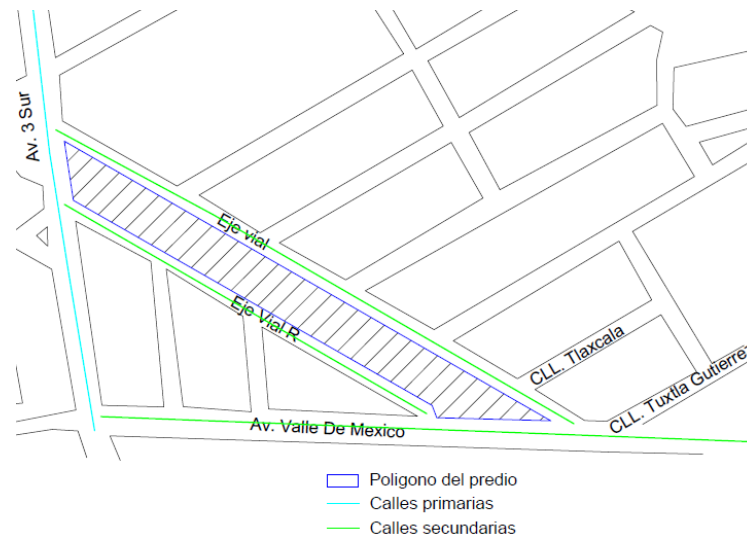 Av. 3 Sur
Eje vial
Eje Vial R
CLL. Tlaxcala
CLL. Tuxtla Gutierrez
Av. Valle De Mexico
Poligono del predio
Calles primarias
Calles secundarias